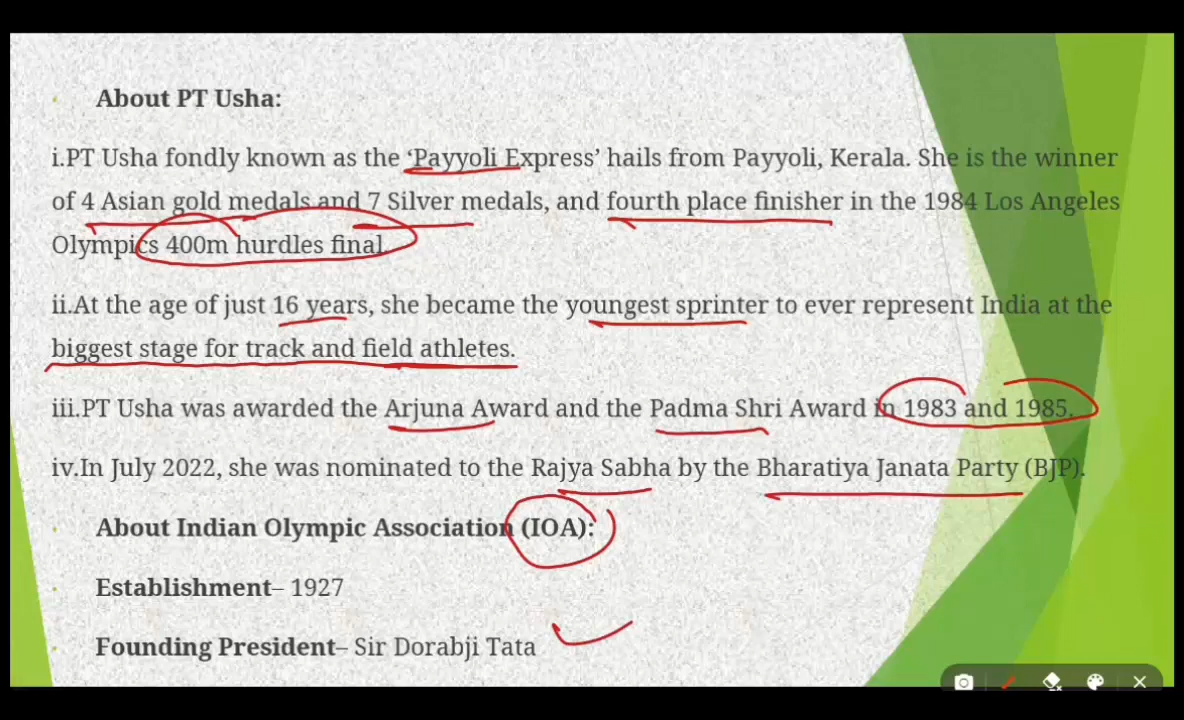 About PT Usha:
i.PT Usha fondly known as the ‘Payyoli Express’ hails from Payyoli, Kerala. She is the winner
of 4 Asian gold medals and 7 Silver medals, and fourth place finisher in the 1984 Los Angeles
Olympics 400m hurdles final.
ii.At the age of just 16 years, she became the youngest sprinter to ever represent India at the
biggest stage for track and field athletes.
iii.PT Usha was awarded the Arjuna Award and the Padma Shri Award in 1983 and 1985.
iv.In July 2022, she was nominated to the Rajya Sabha by the Bharatiya Janata Party (BJP).
About Indian Olympic Association (IOA):
Establishment– 1927
Founding President– Sir Dorabji Tata